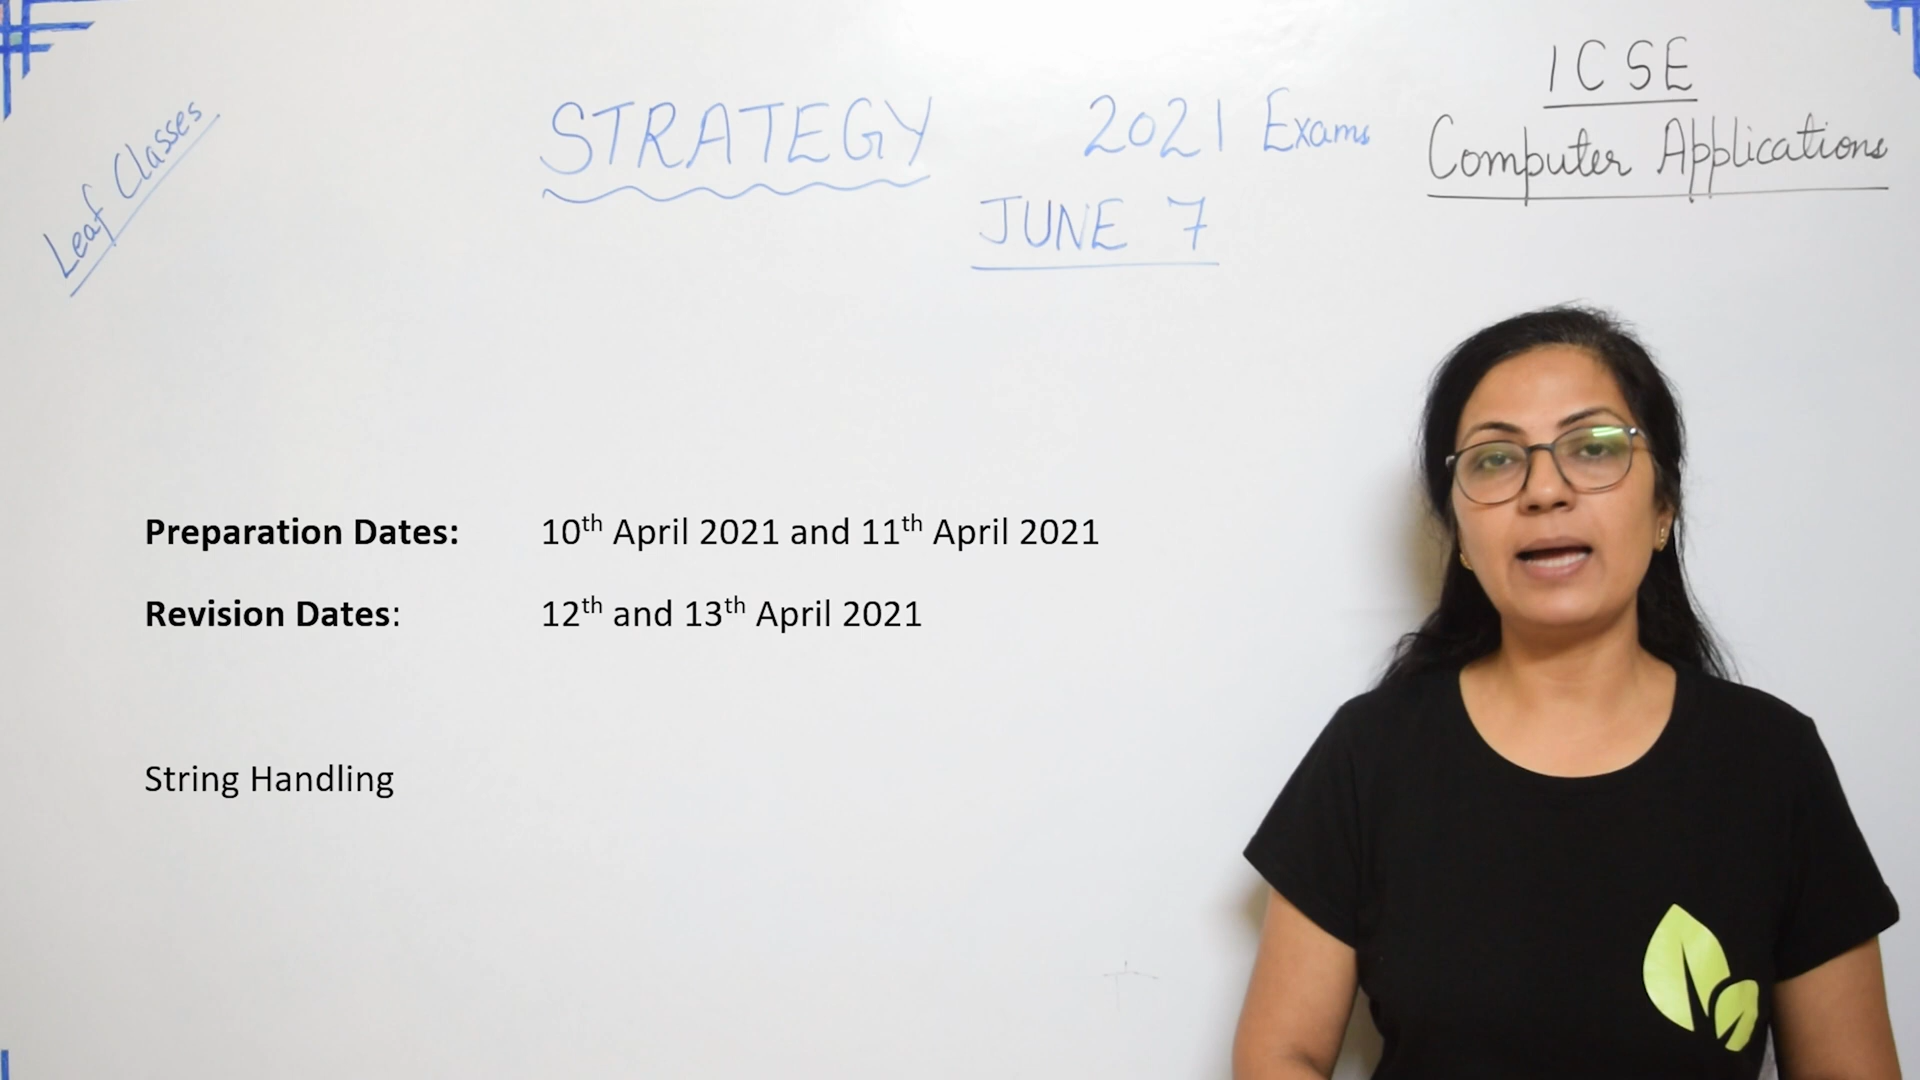 Leaf Classes
STRATEGY
2021 Exams
JUNE 7
ICSE
Computer Applications
Preparation Dates: 10th April 2021 and 11th April 2021
Revision Dates: 12th and 13th April 2021
String Handling